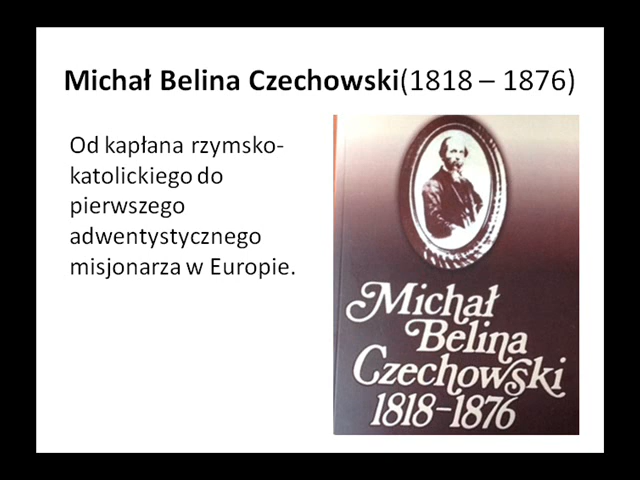 Michał Belina Czechowski(1818 – 1876)
Od kapłana rzymsko-
katolickiego do
pierwszego
adwentystycznego
misjonarza w Europie.
Michał
Belina
Czechowski
1818-1876